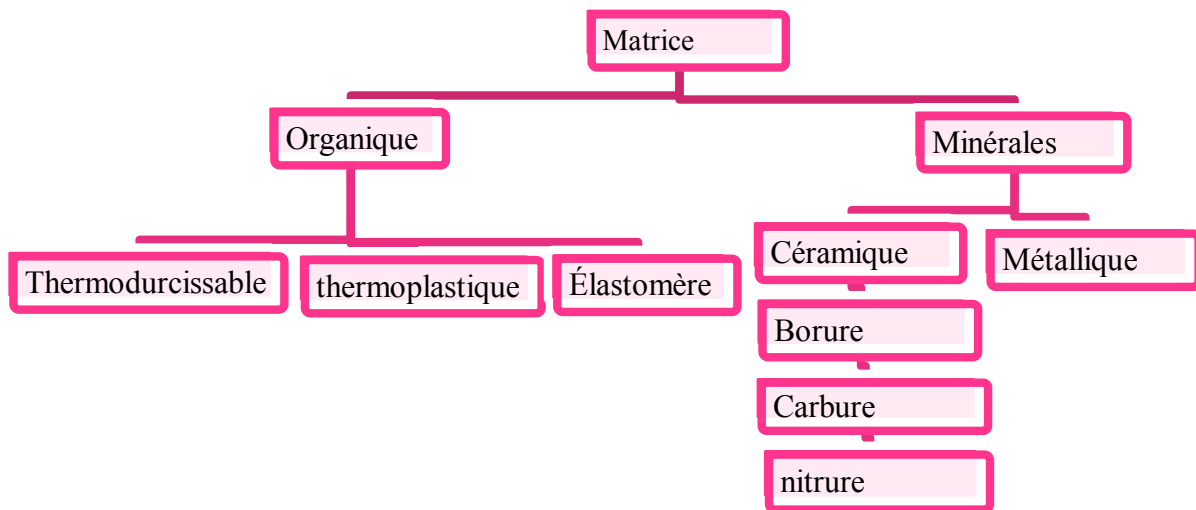 Matrice
Organique
Minérales
Thermodurcissable
thermoplastique
Élastomère
Céramique
Métallique
Borure
Carbure
nitrure